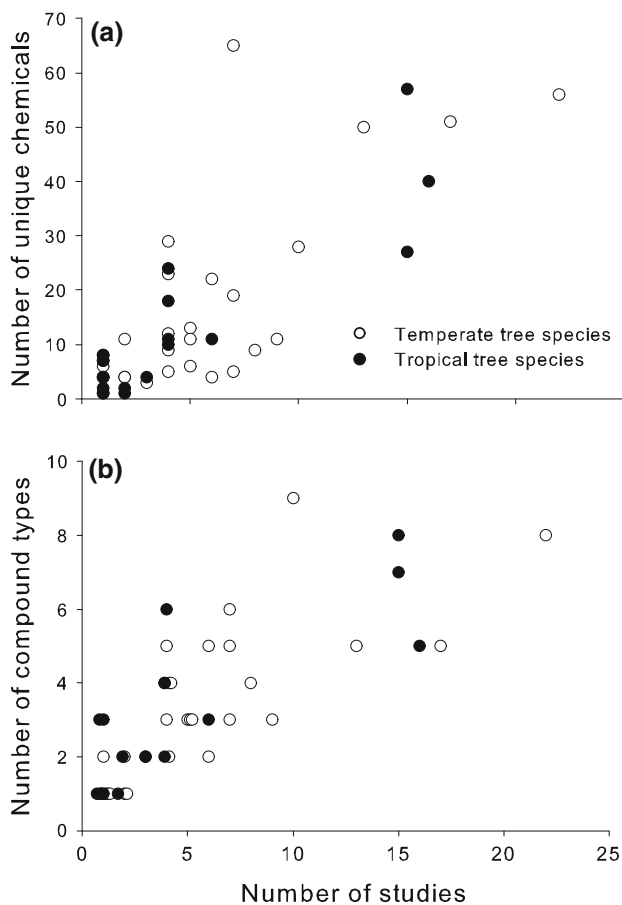 (a)
Number of unique chemicals
70
60
50
40
30
20
10
0
Temperate tree species
Tropical tree species
(b)
Number of compound types
10
8
6
4
2
0
0 5 10 15 20 25
Number of studies